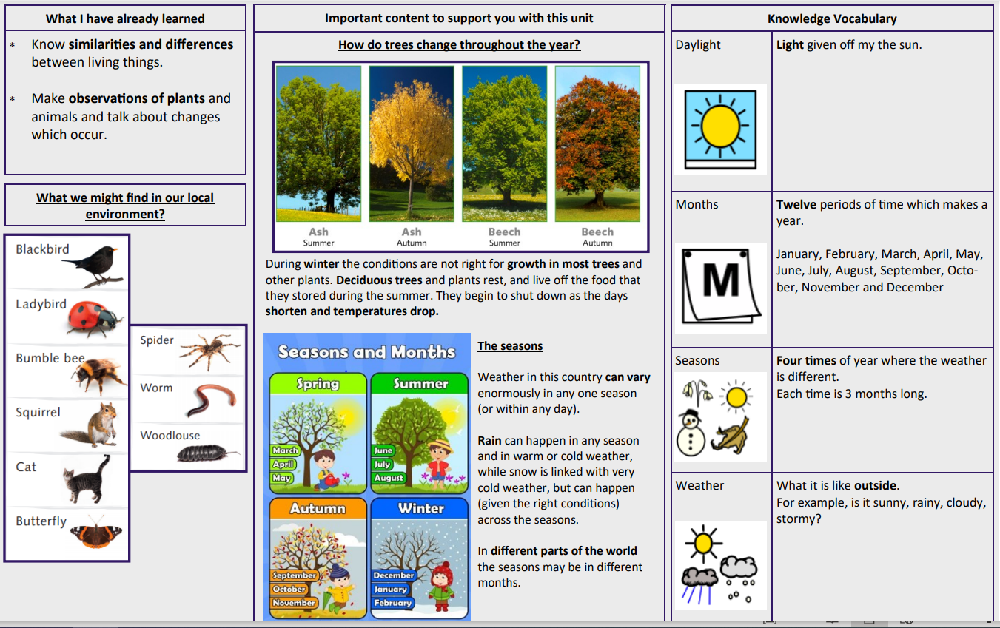 What I have already learned
* Know similarities and differences
between living things.
* Make observations of plants and
animals and talk about changes
which occur.
What we might find in our local
environment?
Blackbird
Ladybird
Bumble bee
Squirrel
Cat
Butterfly
Spider
Worm
Woodlouse
Important content to support you with this unit
How do trees change throughout the year?
Ash
Summer
Ash
Autumn
Beech
Summer
Beech
Autumn
During winter the conditions are not right for growth in most trees and
other plants. Deciduous trees and plants rest, and live off the food that
they stored during the summer. They begin to shut down as the days
shorten and temperatures drop.
Seasons and Months
Spring
March
April
May
Summer
June
July
August
Autumn
September
October
November
Winter
December
January
February
The seasons
Weather in this country can vary
enormously in any one season
(or within any day).
Rain can happen in any season
and in warm or cold weather,
while snow is linked with very
cold weather, but can happen
(given the right conditions)
across the seasons.
In different parts of the world
the seasons may be in different
months.
Knowledge Vocabulary
Daylight
Light given off my the sun.
Months
M
Twelve periods of time which makes a
year.
January, February, March, April, May,
June, July, August, September, Octo-
ber, November and December
Seasons
Four times of year where the weather
is different.
Each time is 3 months long.
Weather
What it is like outside.
For example, is it sunny, rainy, cloudy,
stormy?